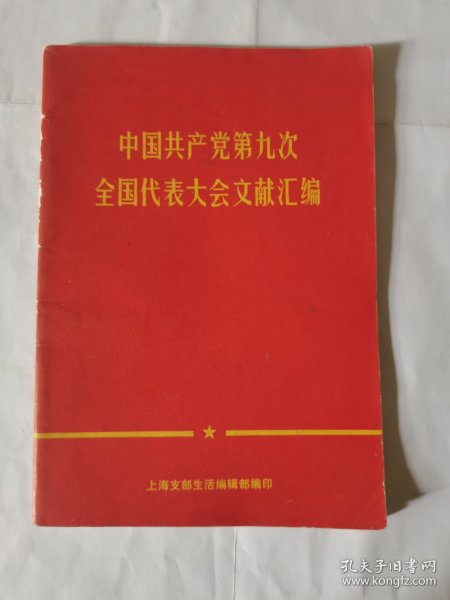 中国共产党第九次
全国代表大会文献汇编
上海支部生活编辑部编印
孔夫子旧书网
www.kongfz.com